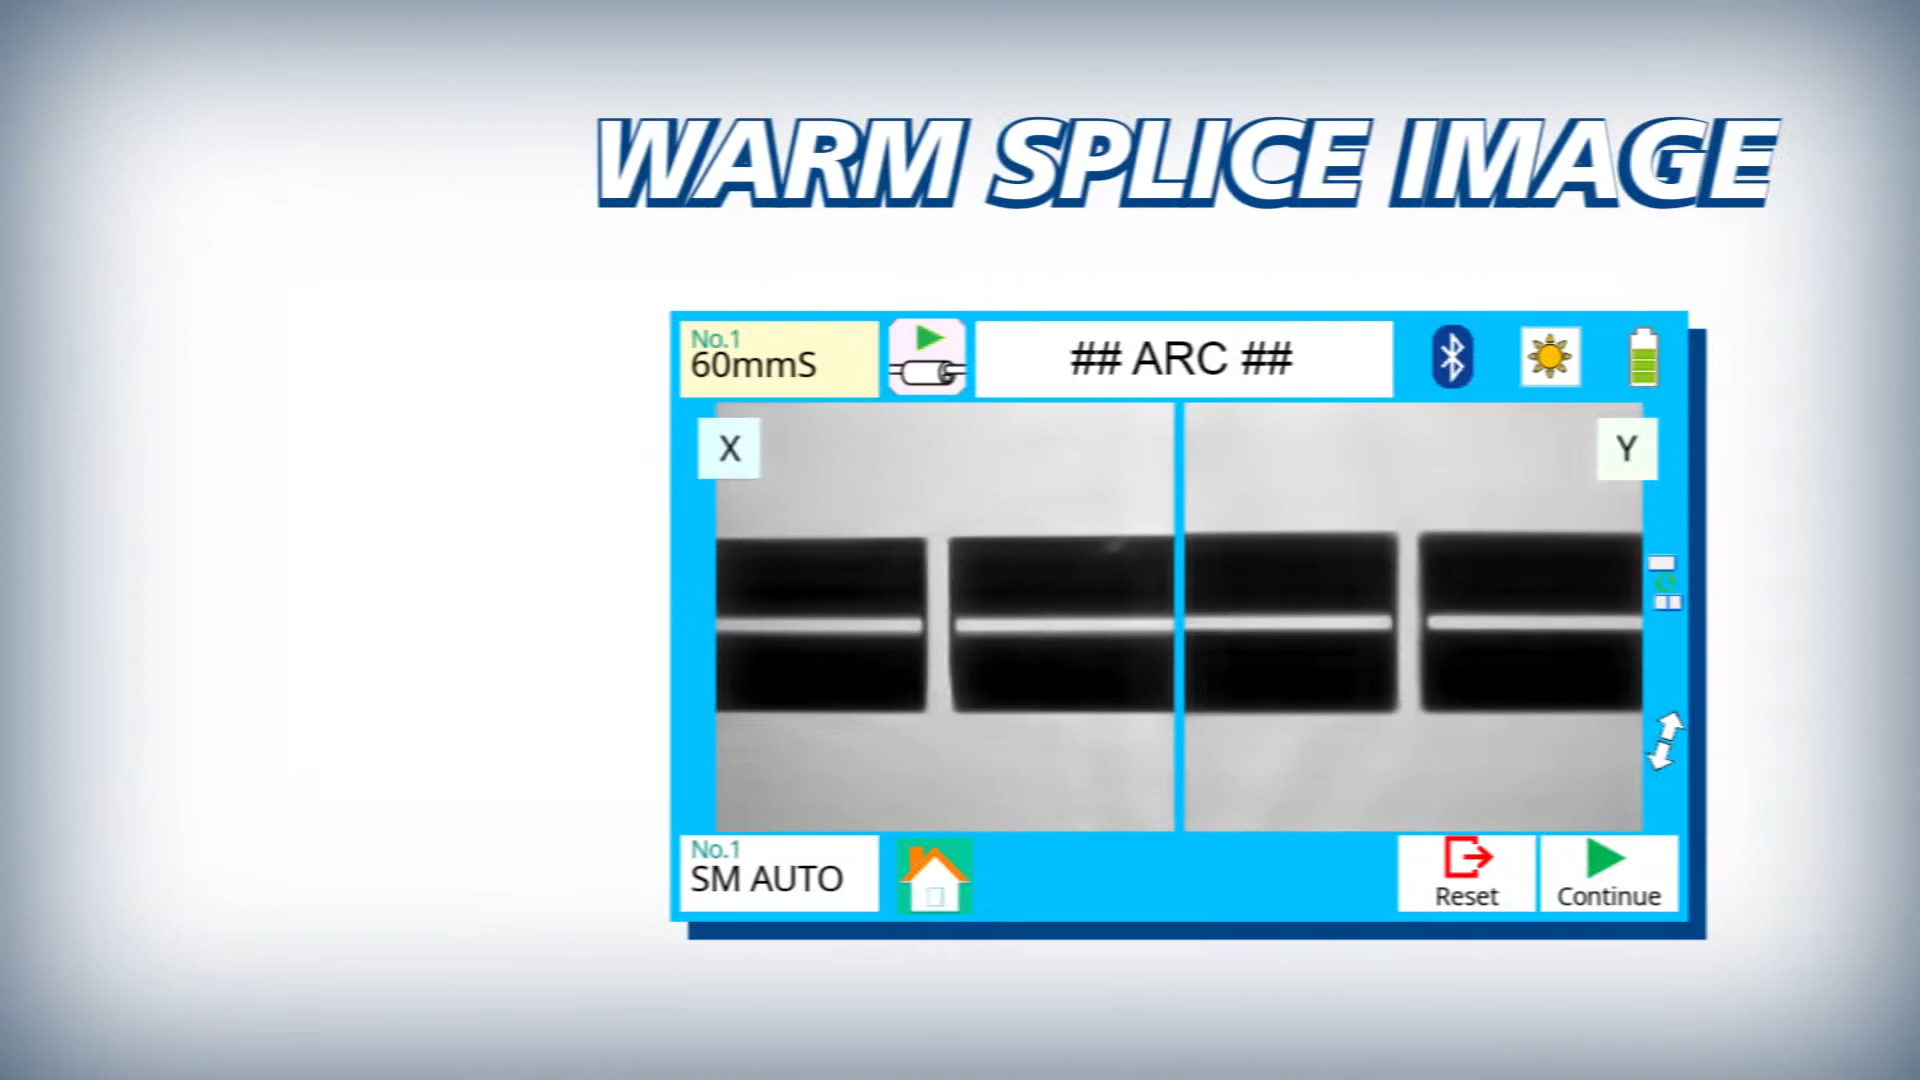 WARM SPLICE IMAGE
No.1
60mmS
## ARC ##
X
Y
No.1
SM AUTO
Reset
Continue